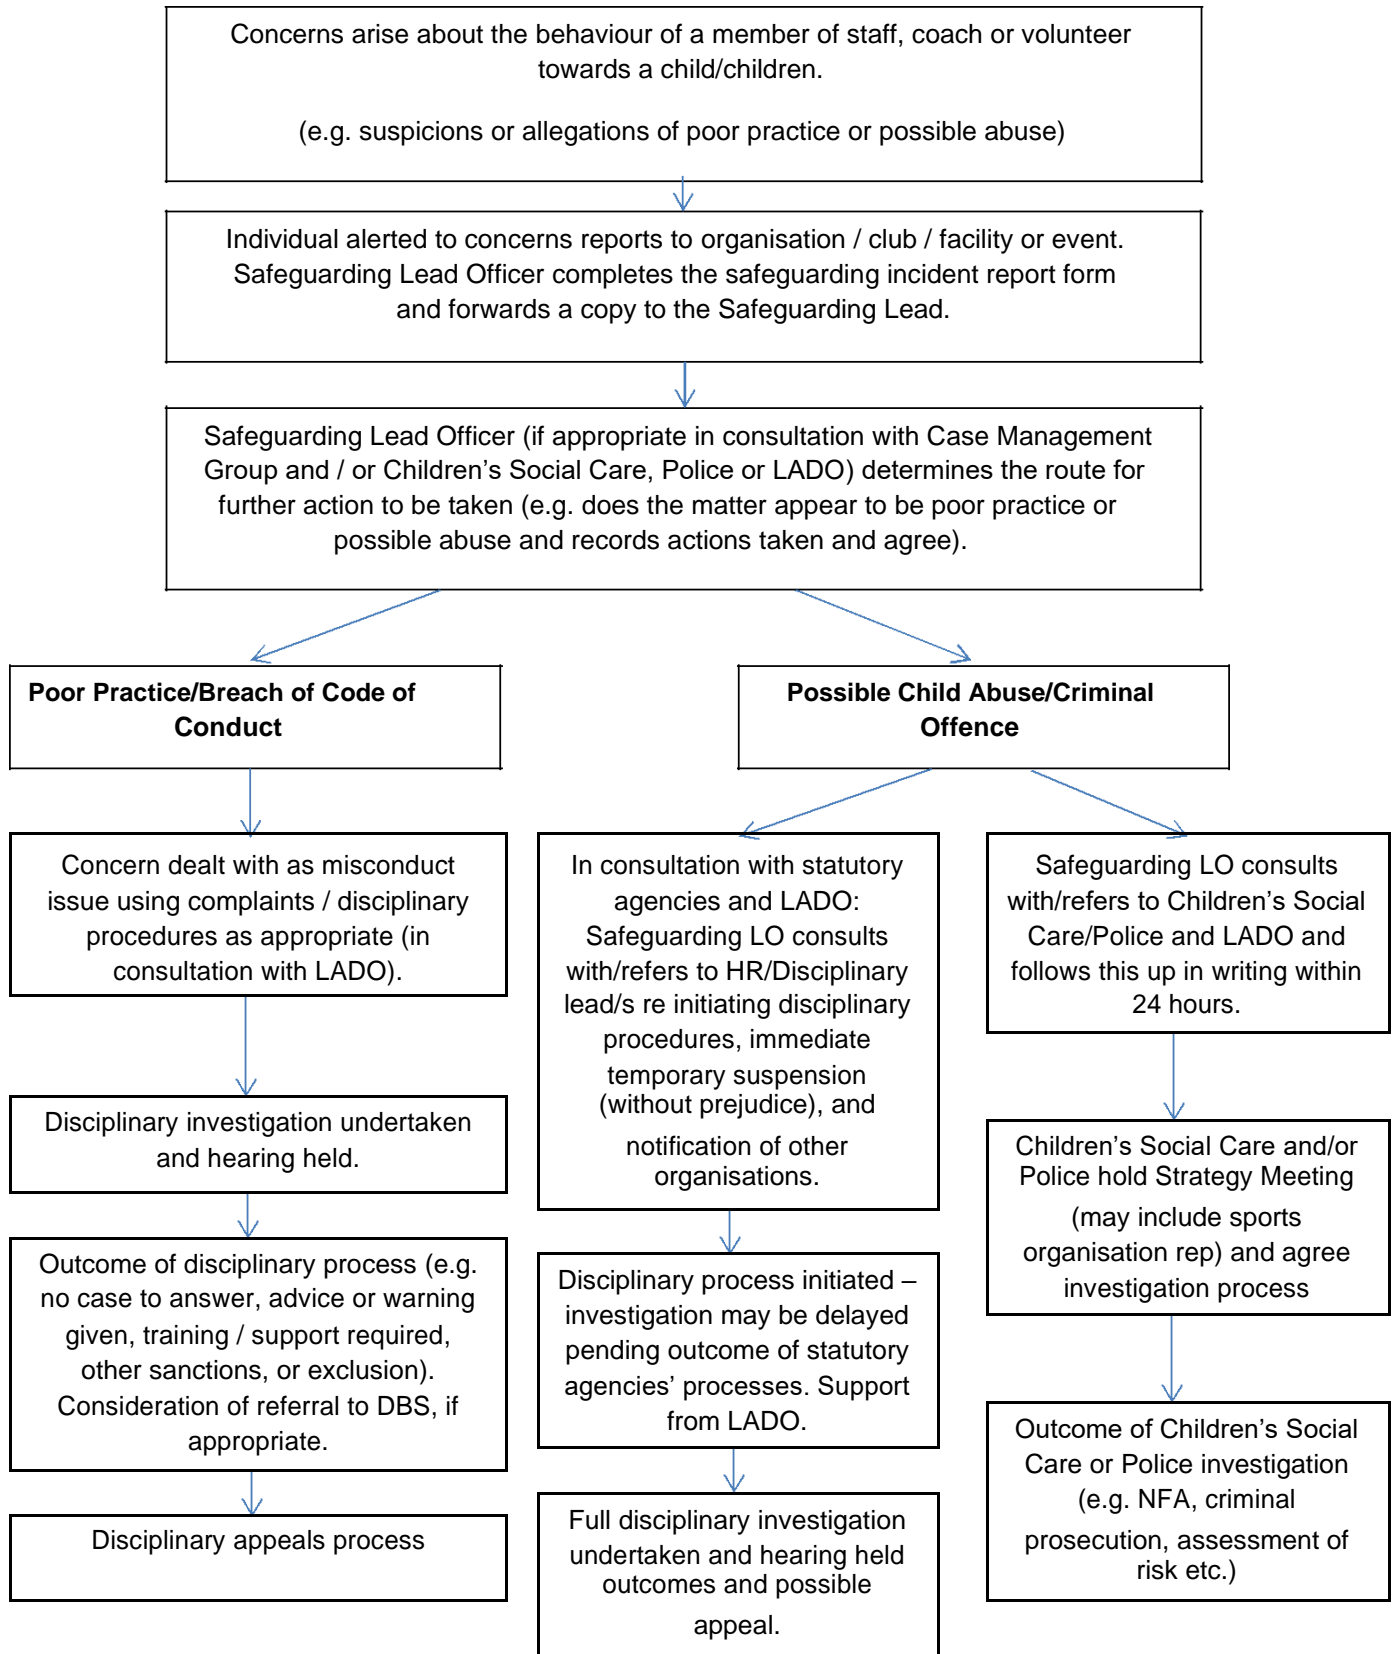 Concerns arise about the behaviour of a member of staff, coach or volunteer
towards a child/children.
(e.g. suspicions or allegations of poor practice or possible abuse)
Individual alerted to concerns reports to organisation / club / facility or event.
Safeguarding Lead Officer completes the safeguarding incident report form
and forwards a copy to the Safeguarding Lead.
Safeguarding Lead Officer (if appropriate in consultation with Case Management
Group and / or Children’s Social Care, Police or LADO) determines the route for
further action to be taken (e.g. does the matter appear to be poor practice or
possible abuse and records actions taken and agree).
Poor Practice/Breach of Code of
Conduct
Possible Child Abuse/Criminal
Offence
Concern dealt with as misconduct
issue using complaints / disciplinary
procedures as appropriate (in
consultation with LADO).
Disciplinary investigation undertaken
and hearing held.
Outcome of disciplinary process (e.g.
no case to answer, advice or warning
given, training / support required,
other sanctions, or exclusion).
Consideration of referral to DBS, if
appropriate.
Disciplinary appeals process
In consultation with statutory
agencies and LADO:
Safeguarding LO consults
with/refers to HR/Disciplinary
lead/s re initiating disciplinary
procedures, immediate
temporary suspension
(without prejudice), and
notification of other
organisations.
Disciplinary process initiated –
investigation may be delayed
pending outcome of statutory
agencies’ processes. Support
from LADO.
Full disciplinary investigation
undertaken and hearing held
outcomes and possible
appeal.
Safeguarding LO consults
with/refers to Children’s Social
Care/Police and LADO and
follows this up in writing within
24 hours.
Children’s Social Care and/or
Police hold Strategy Meeting
(may include sports
organisation rep) and agree
investigation process
Outcome of Children’s Social
Care or Police investigation
(e.g. NFA, criminal
prosecution, assessment of
risk etc.)